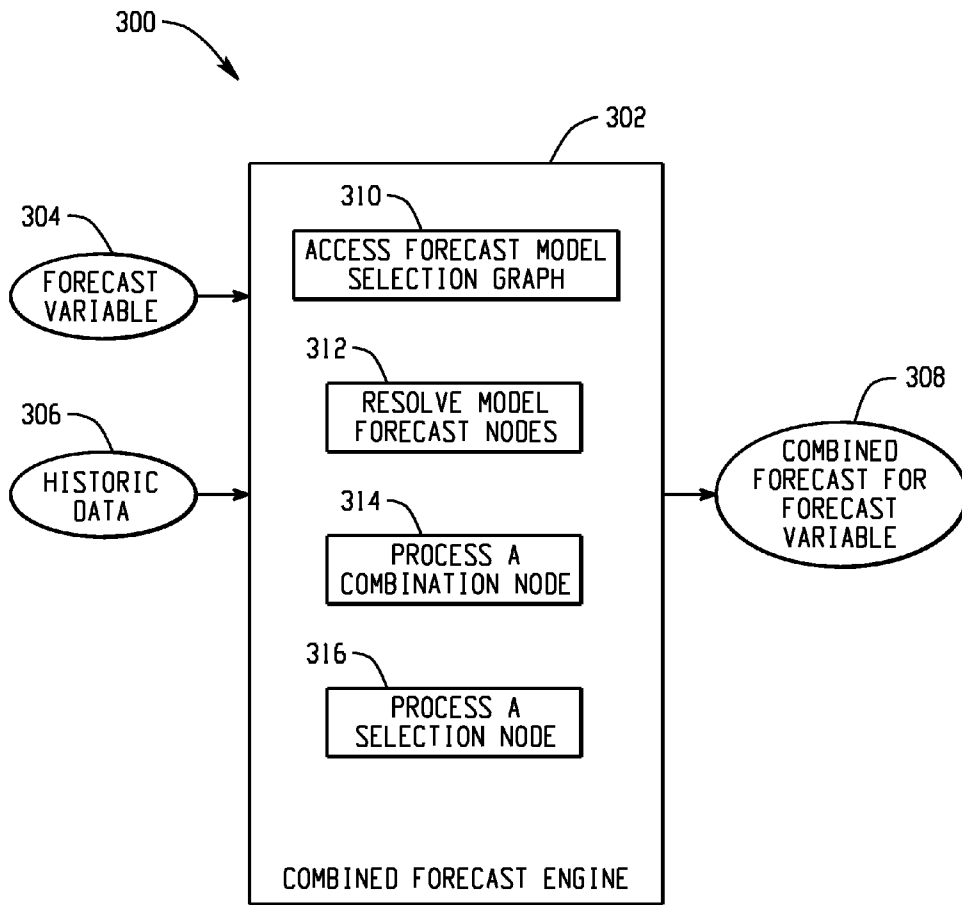 300
302
304
FORECAST
VARIABLE
306
HISTORIC
DATA
310
ACCESS FORECAST MODEL
SELECTION GRAPH
312
RESOLVE MODEL
FORECAST NODES
314
PROCESS A
COMBINATION NODE
316
PROCESS A
SELECTION NODE
COMBINED FORECAST ENGINE
308
COMBINED
FORECAST FOR
FORECAST
VARIABLE